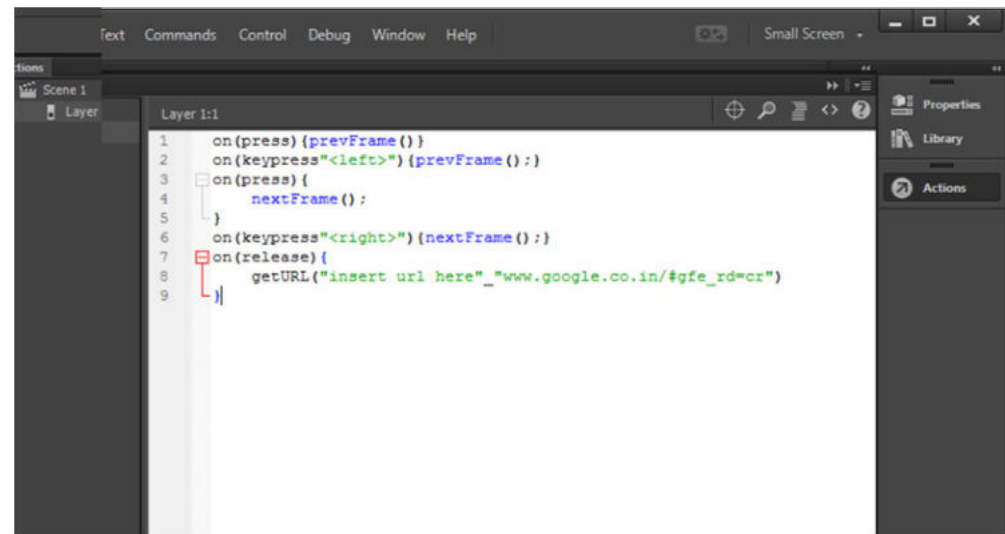 Text Commands Control Debug Window Help Small Screen
ctions
Scene 1
Layer
Layer 1:1
Properties
Library
Actions
1 on(press){prevFrame()}
2 on(keypress"<left>"){prevFrame();}
3 on(press){
4 nextFrame();
5 }
6 on(keypress"<right>"){nextFrame();}
7 on(release){
8 getURL("insert url here"_"www.google.co.in/#gfe_rd=cr")
9 }